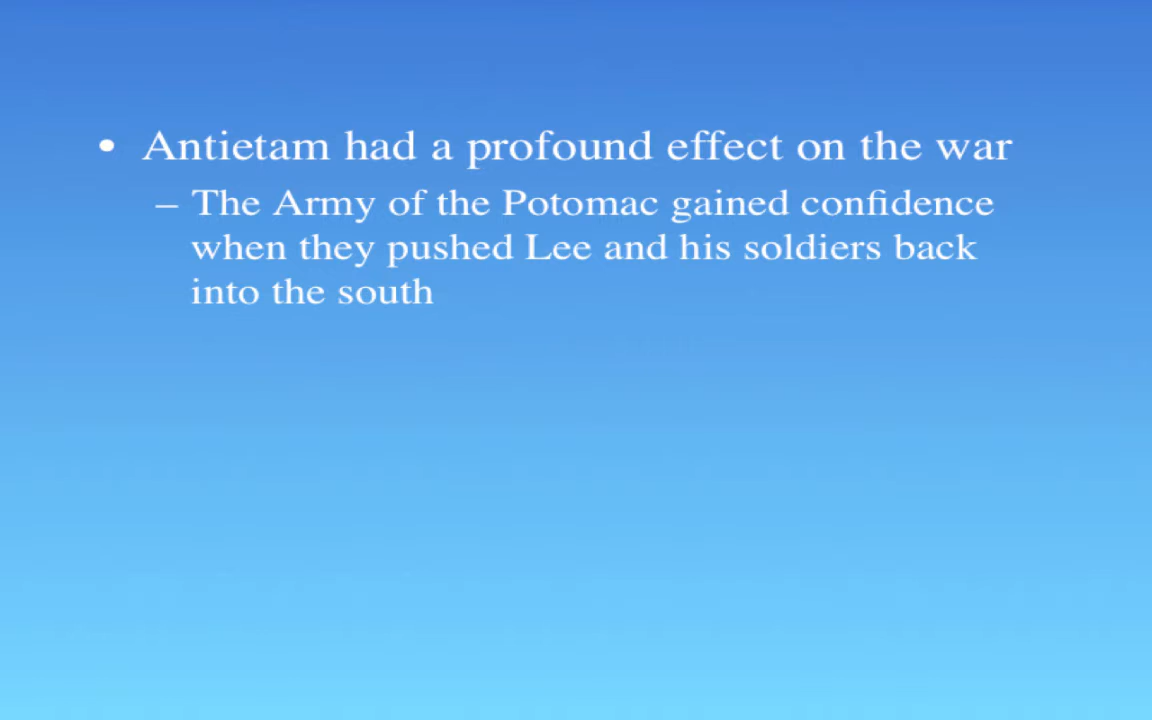 • Antietam had a profound effect on the war
– The Army of the Potomac gained confidence
when they pushed Lee and his soldiers back
into the south